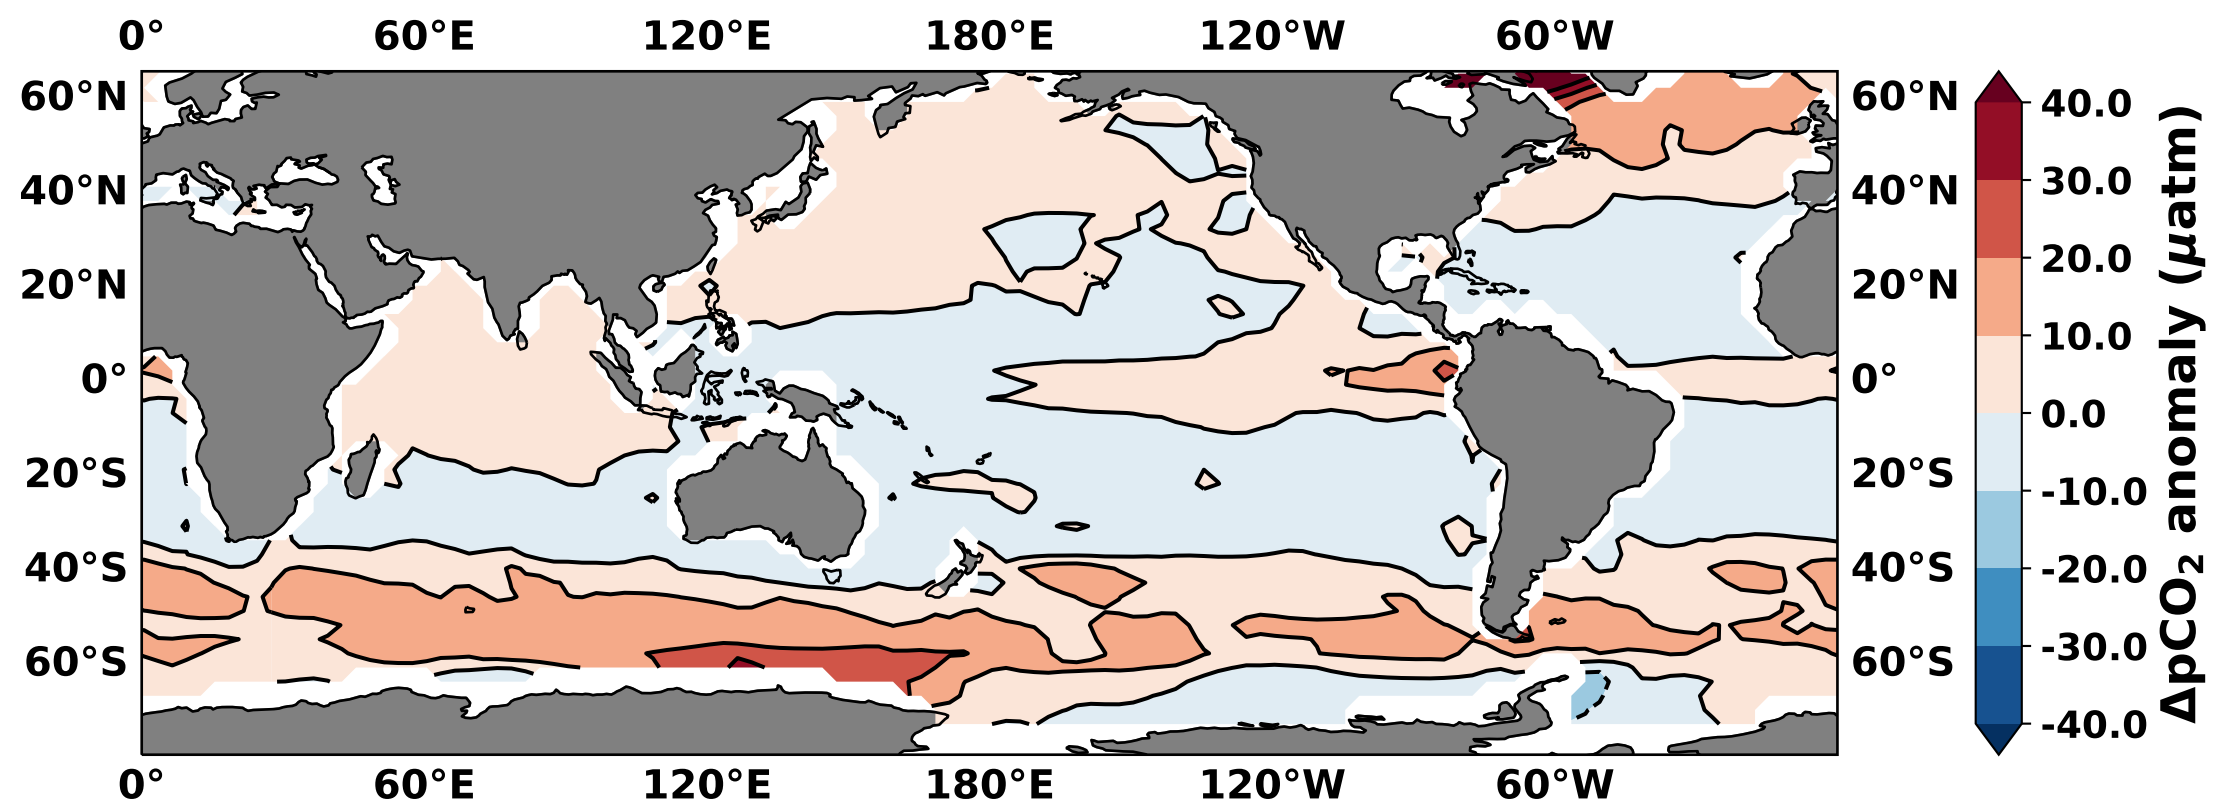 0° 60°E 120°E 180°E 120°W 60°W
60°N 60°N
40°N 40°N
20°N 20°N
0° 0°
20°S 20°S
40°S 40°S
60°S 60°S
0° 60°E 120°E 180°E 120°W 60°W
40.0
30.0
20.0
10.0
0.0
-10.0
-20.0
-30.0
-40.0
ΔpCO₂ anomaly (μatm)